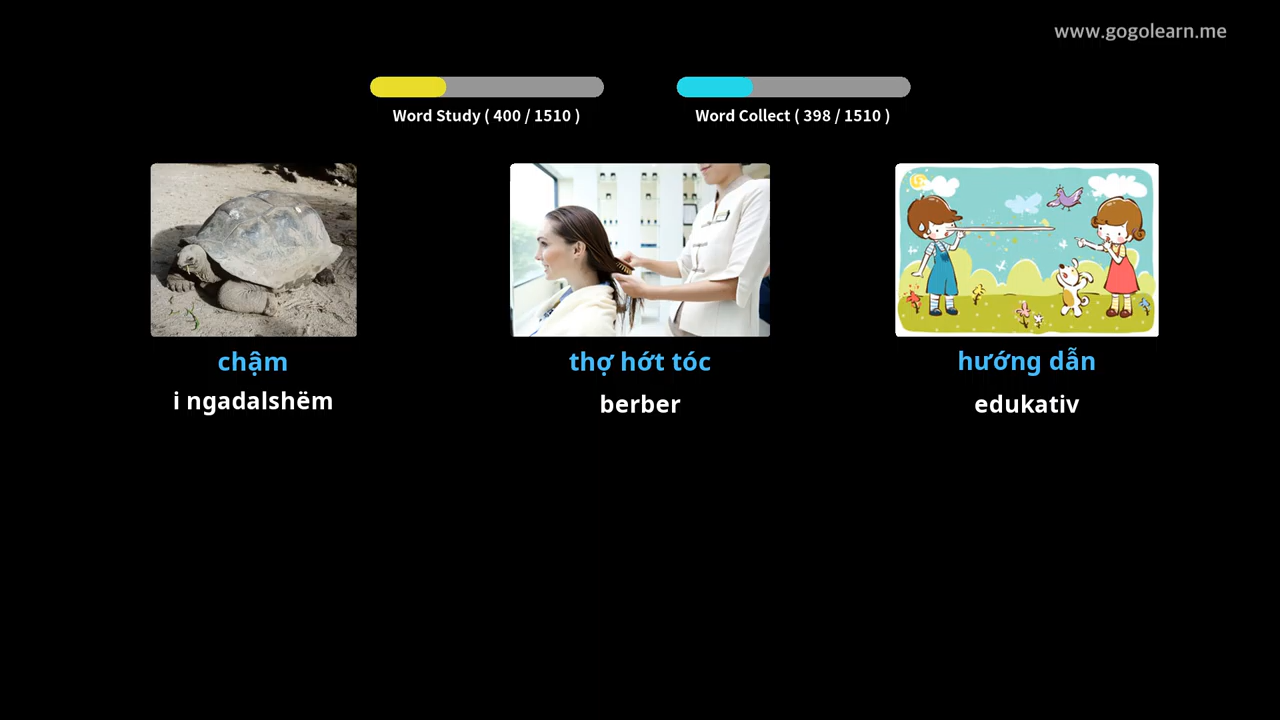 www.gogolearn.me
Word Study ( 400 / 1510 )
Word Collect ( 398 / 1510 )
chậm
thợ hớt tóc
hướng dẫn
i ngadalshëm
berber
edukativ